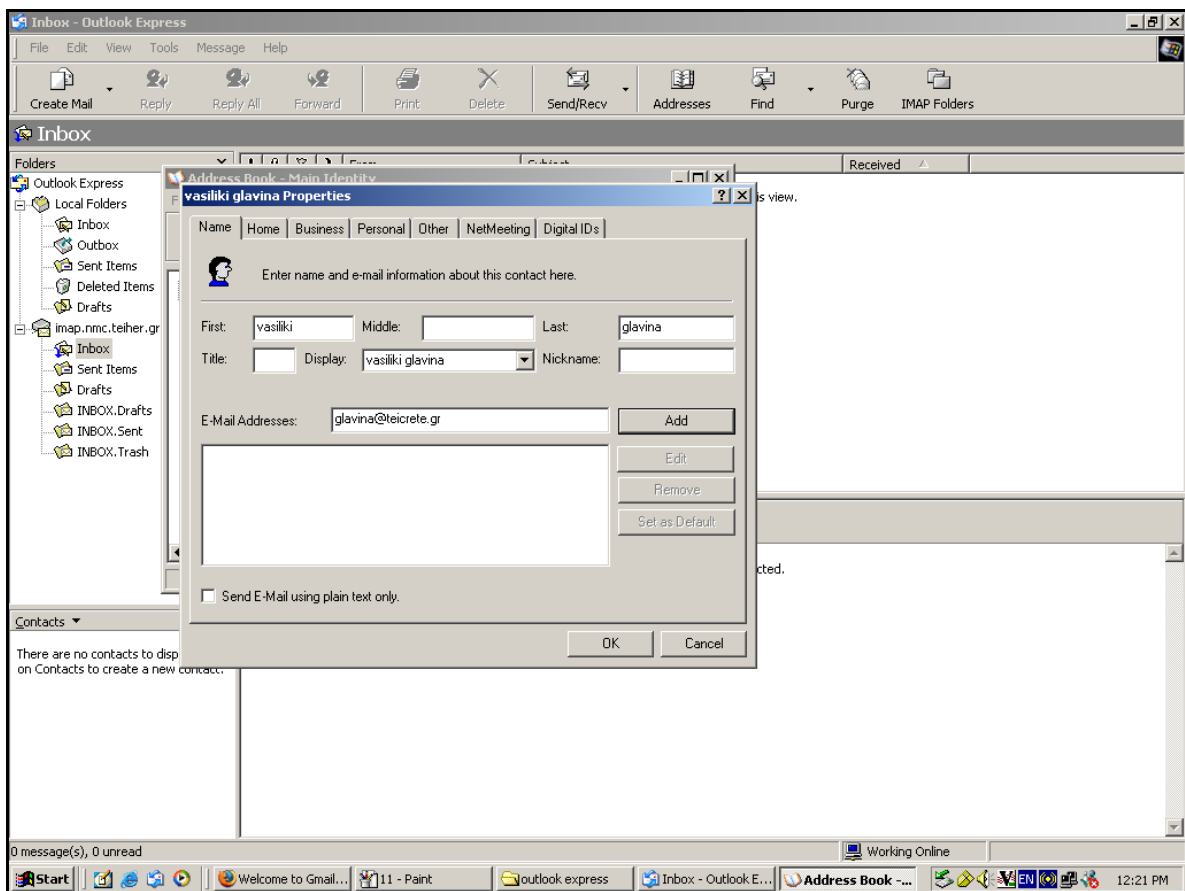 Inbox - Outlook Express
File Edit View Tools Message Help
Create Mail Reply Reply All Forward Print Delete Send/Recv Addresses Find Purge IMAP Folders
Inbox
Folders
Received
Outlook Express
Local Folders
Inbox
Outbox
Sent Items
Deleted Items
Drafts
imap.nmc.teiher.gr
Inbox
Sent Items
Drafts
INBOX.Drafts
INBOX.Sent
INBOX.Trash
Address Book - Main Identity
is view.
vasiliki glavina Properties
Name Home Business Personal Other NetMeeting Digital IDs
Enter name and e-mail information about this contact here.
First: vasiliki Middle: Last: glavina
Title: Display: vasiliki glavina Nickname:
E-Mail Addresses: glavina@teicrete.gr Add
Edit
Remove
Set as Default
Send E-Mail using plain text only.
OK Cancel
cted.
Contacts
There are no contacts to disp
on Contacts to create a new contact.
0 message(s), 0 unread Working Online
Start Welcome to Gmail... 11 - Paint outlook express Inbox - Outlook E... Address Book -... EN 12:21 PM